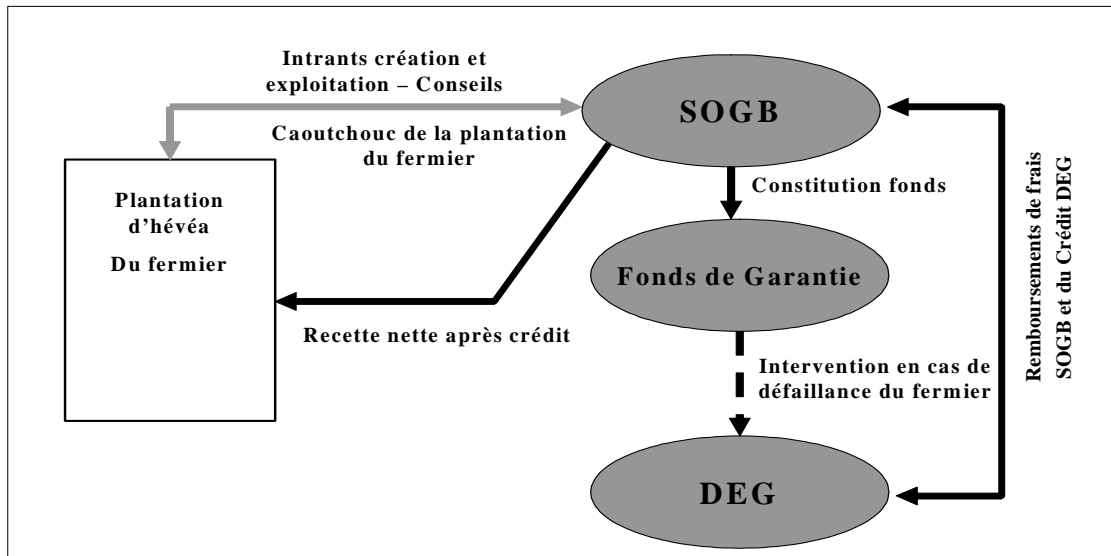 Intrants création et
exploitation – Conseils
SOGB
Caoutchouc de la plantation
du fermier
Plantation
d'hévéa
Du fermier
Constitution fonds
Fonds de Garantie
Recette nette après crédit
Intervention en cas de
défaillance du fermier
DEG
Remboursements de frais
SOGB et du Crédit DEG